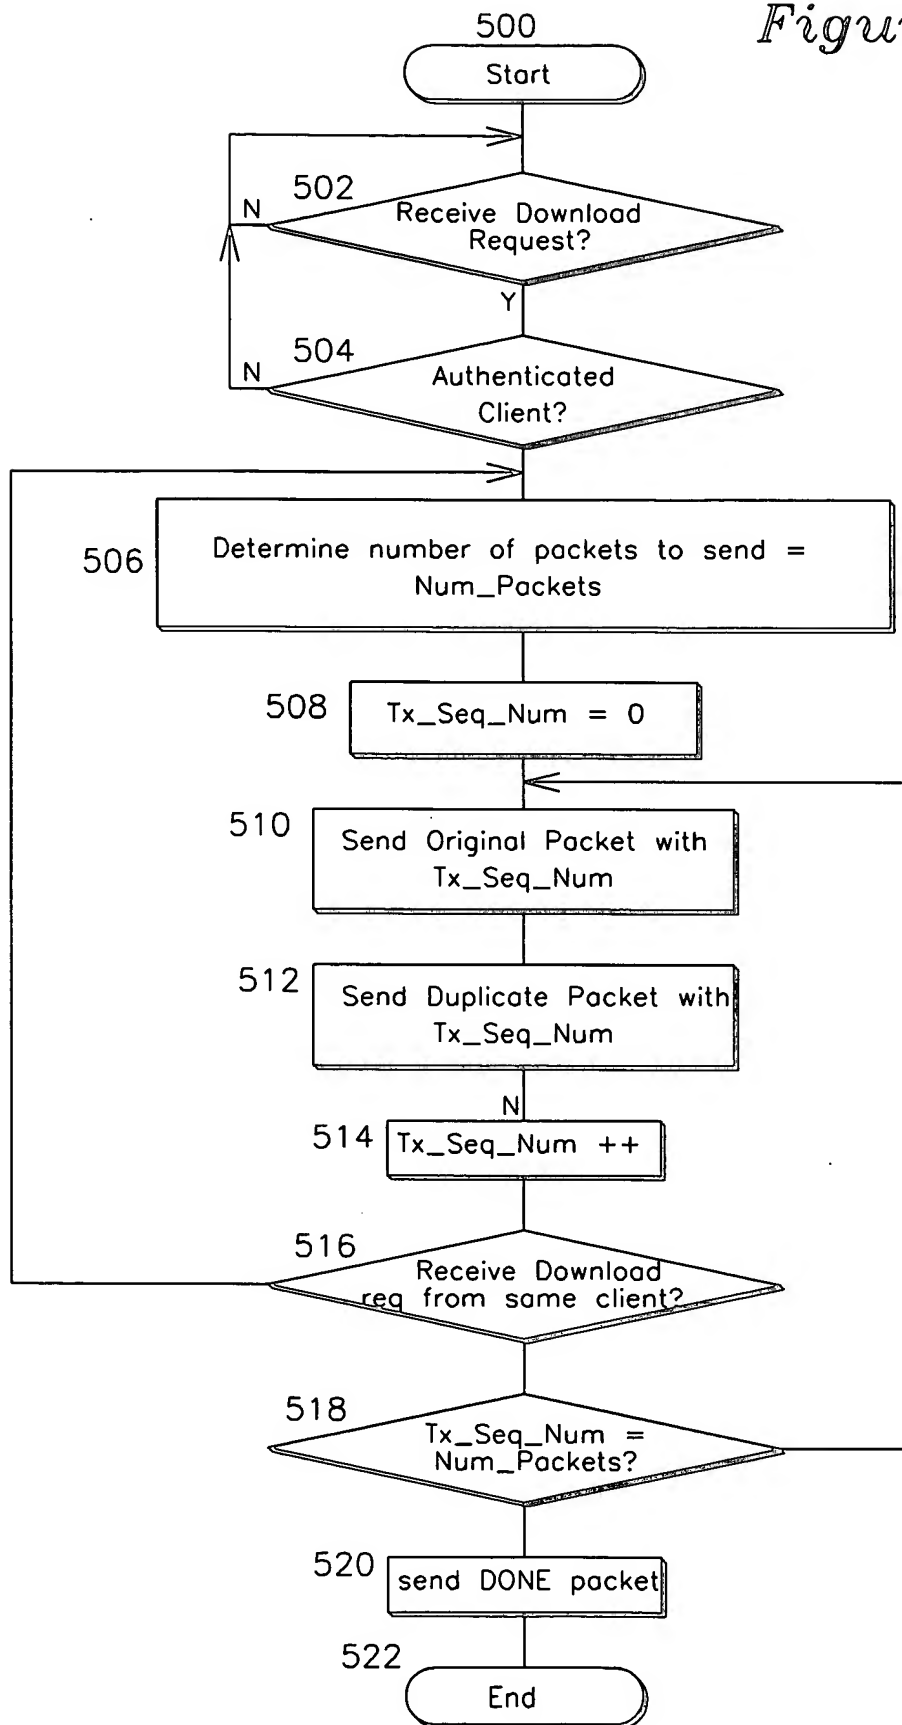 Figu
500
Start
502
N
Receive Download
Request?
Y
504
N
Authenticated
Client?
506
Determine number of packets to send =
Num_Packets
508
Tx_Seq_Num = 0
510
Send Original Packet with
Tx_Seq_Num
512
Send Duplicate Packet with
Tx_Seq_Num
N
514
Tx_Seq_Num ++
516
Receive Download
req from same client?
518
Tx_Seq_Num =
Num_Packets?
520
send DONE packet
522
End